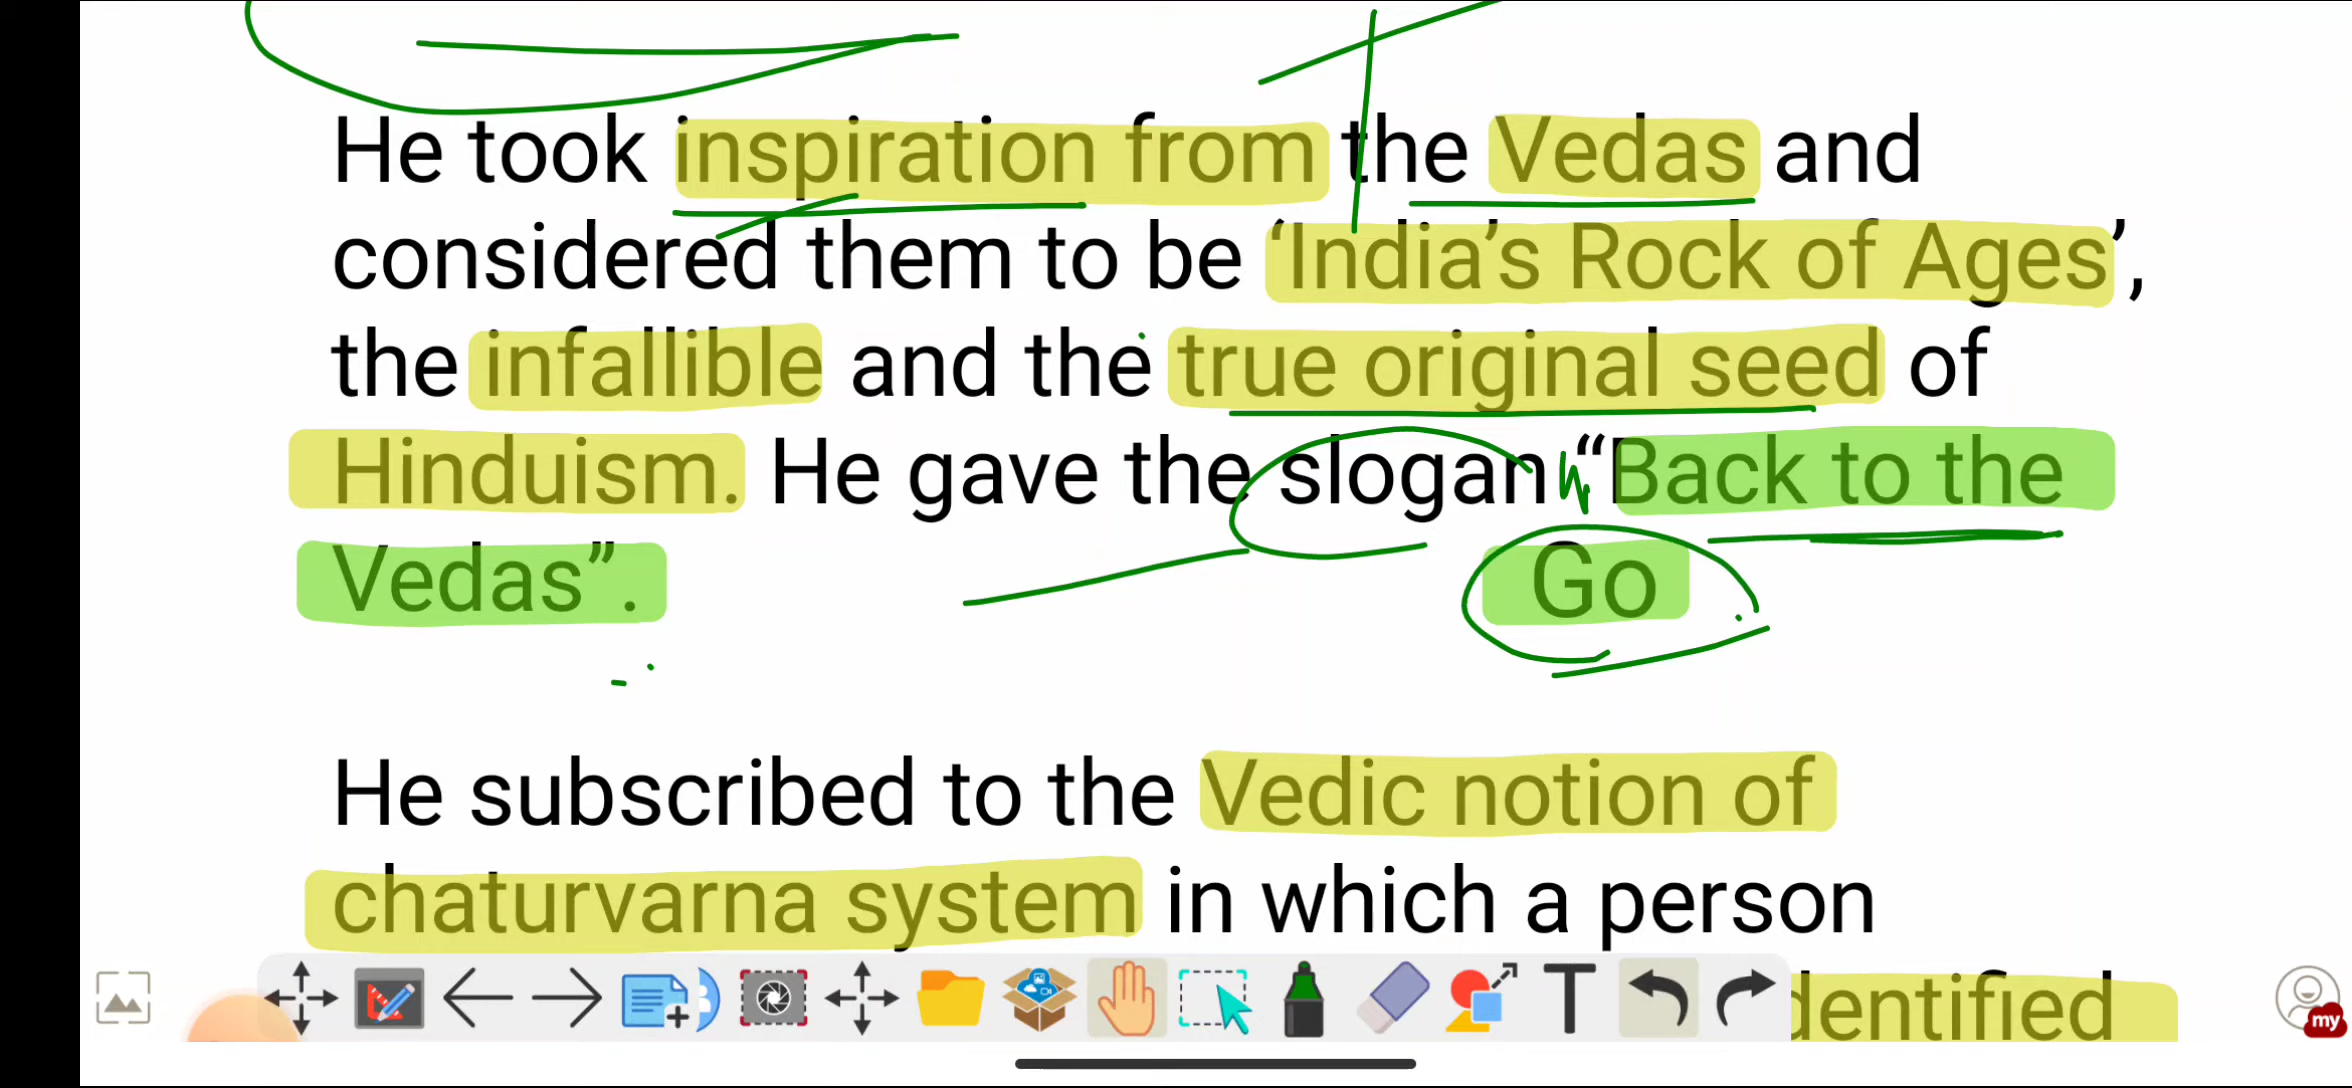 He took inspiration from the Vedas and
considered them to be ‘India’s Rock of Ages’,
the infallible and the true original seed of
Hinduism. He gave the slogan “Back to the
Vedas”. Go
He subscribed to the Vedic notion of
chaturvarna system in which a person
dentified
my